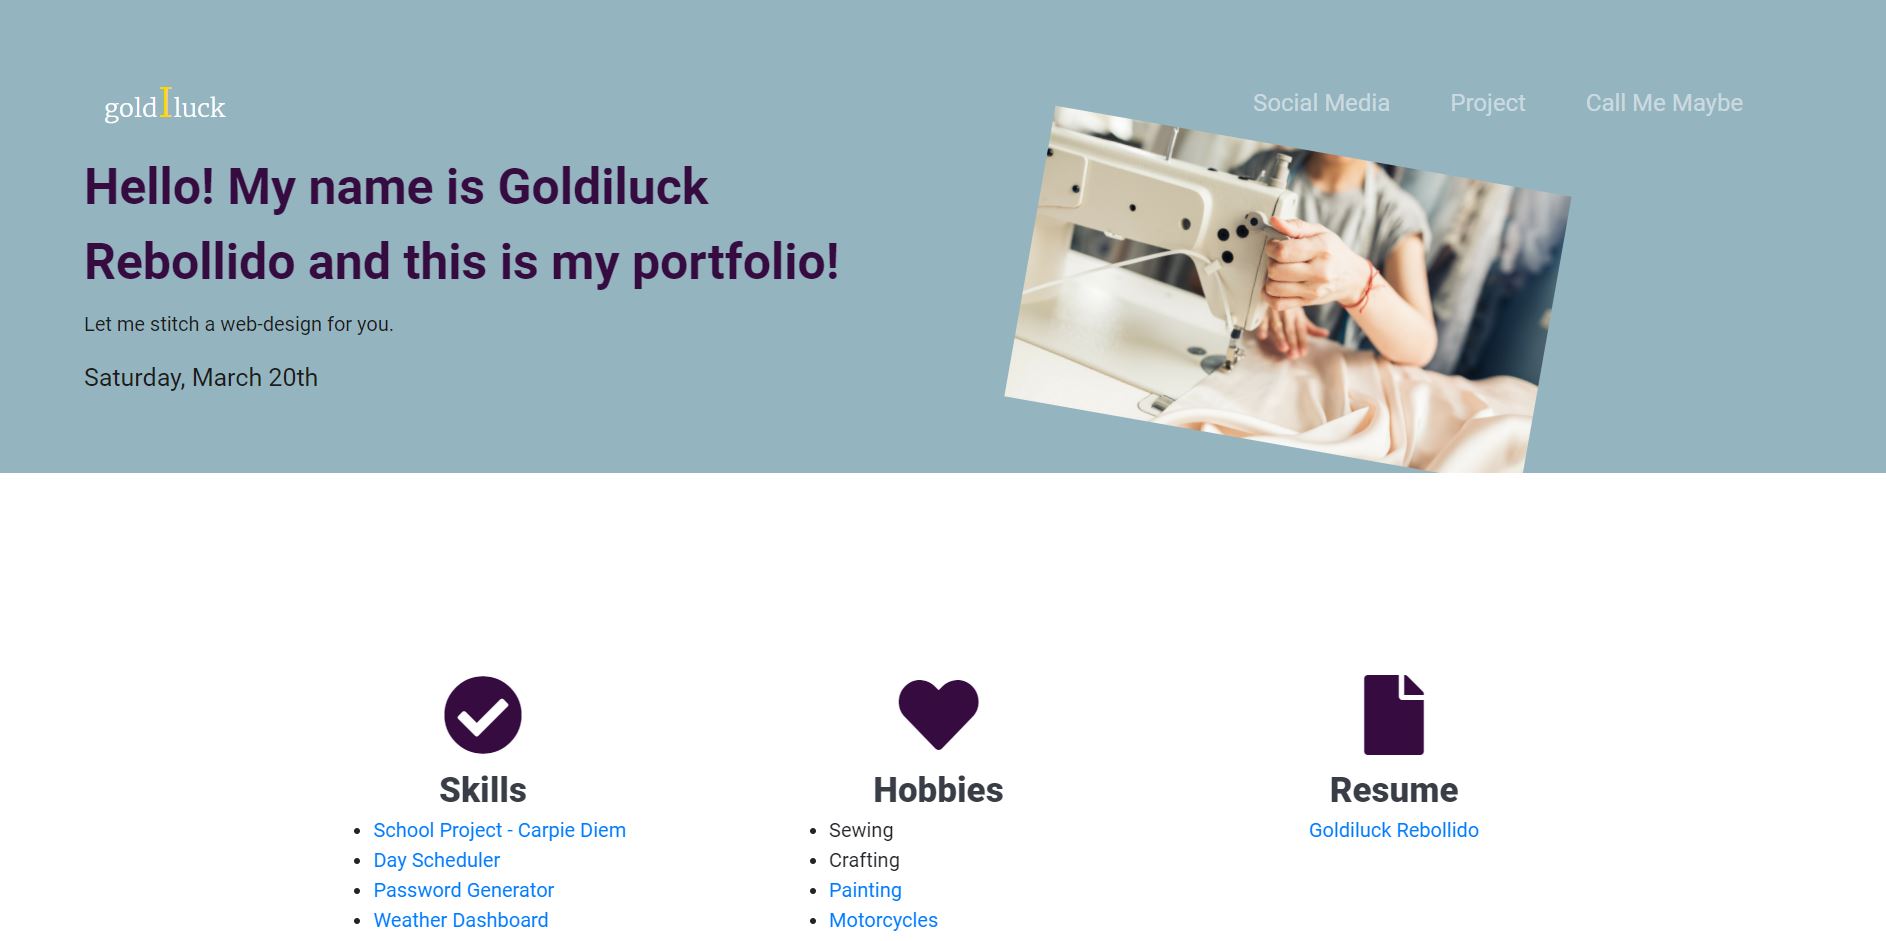 goldIluck
Social Media
Project
Call Me Maybe
Hello! My name is Goldiluck
Rebollido and this is my portfolio!
Let me stitch a web-design for you.
Saturday, March 20th
Skills
School Project - Carpie Diem
Day Scheduler
Password Generator
Weather Dashboard
Hobbies
Sewing
Crafting
Painting
Motorcycles
Resume
Goldiluck Rebollido